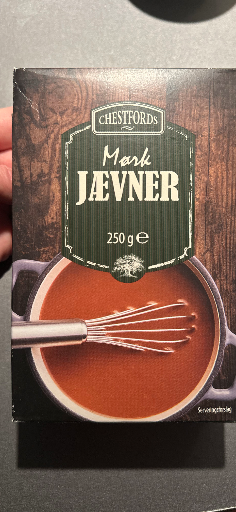 CHESTFORDS
Mørk
JÆVNER
250 g ℮
Serveringsforslag